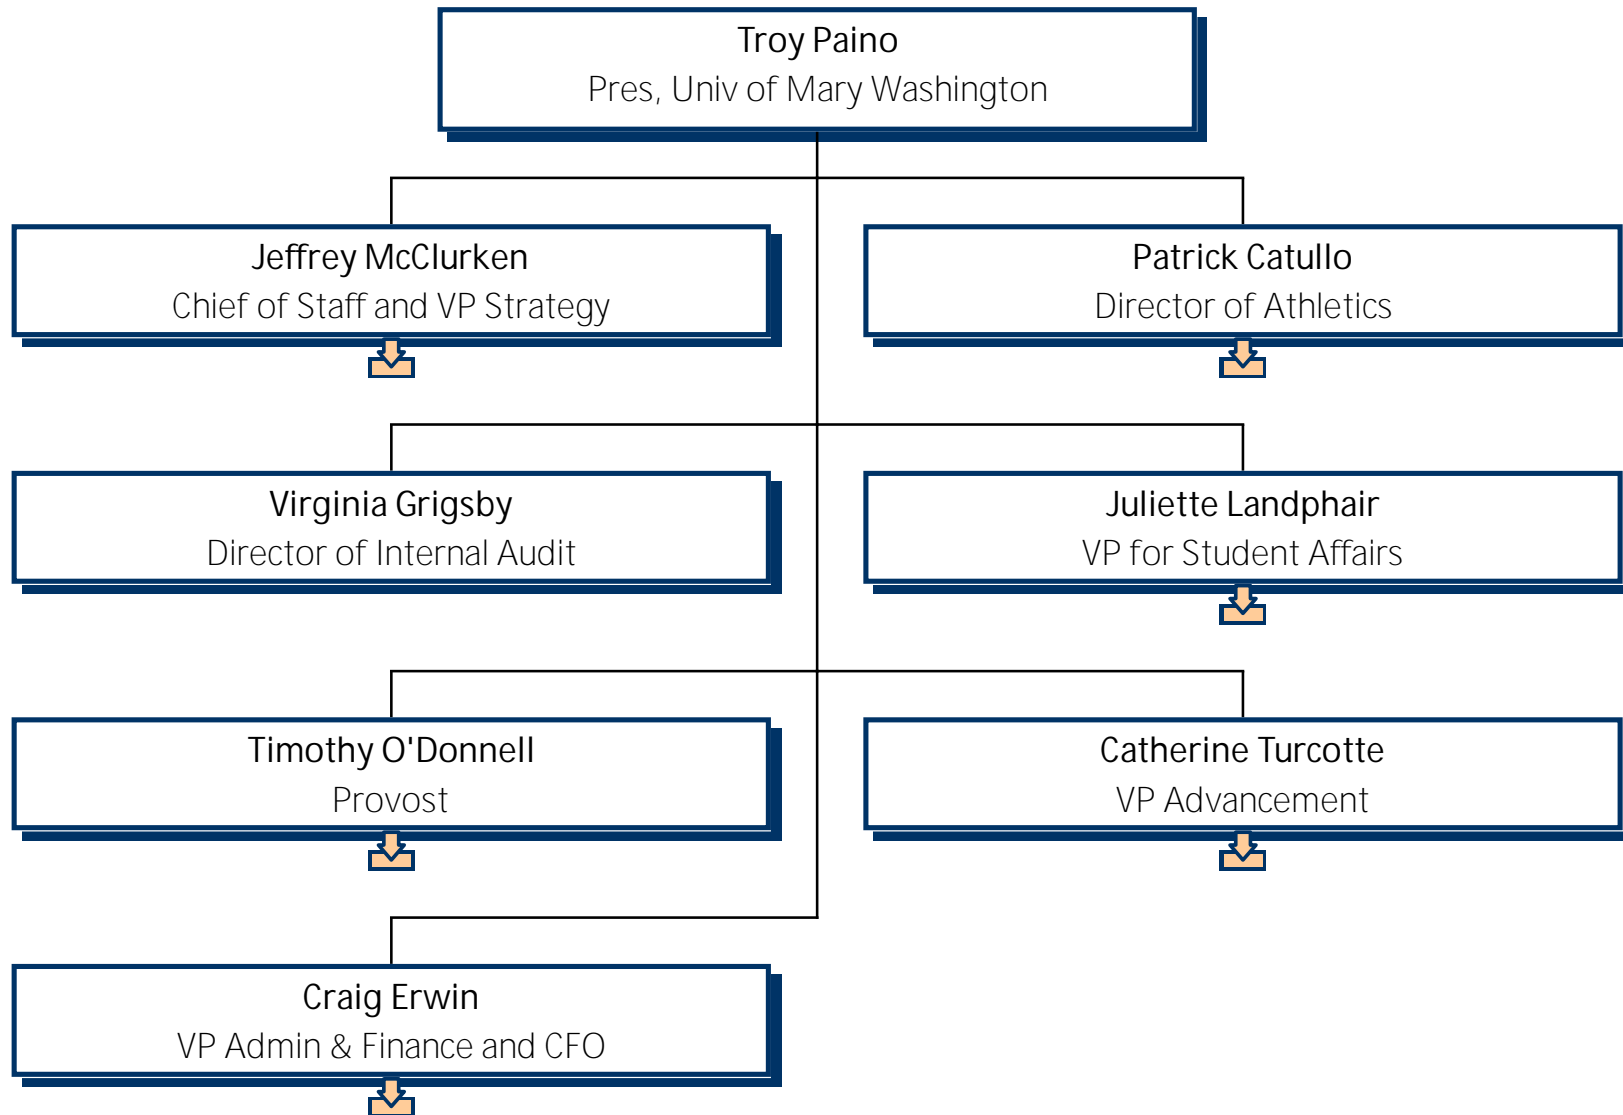 Troy Paino
Pres, Univ of Mary Washington
Jeffrey McClurken
Chief of Staff and VP Strategy
Patrick Catullo
Director of Athletics
Virginia Grigsby
Director of Internal Audit
Juliette Landphair
VP for Student Affairs
Timothy O'Donnell
Provost
Catherine Turcotte
VP Advancement
Craig Erwin
VP Admin & Finance and CFO